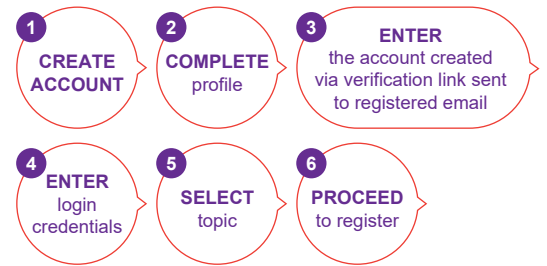 1
CREATE
ACCOUNT
2
COMPLETE
profile
3
ENTER
the account created
via verification link sent
to registered email
4
ENTER
login
credentials
5
SELECT
topic
6
PROCEED
to register